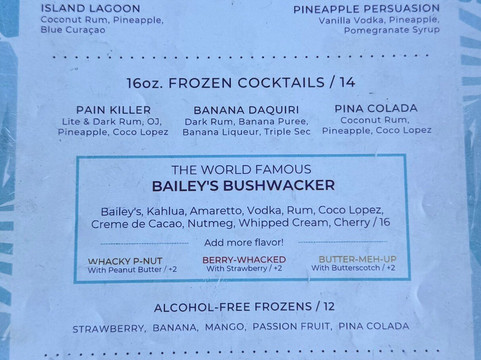 ISLAND LAGOON
Coconut Rum, Pineapple,
Blue Curaçao
PINEAPPLE PERSUASION
Vanilla Vodka, Pineapple,
Pomegranate Syrup
16oz. FROZEN COCKTAILS / 14
PAIN KILLER
Lite & Dark Rum, OJ,
Pineapple, Coco Lopez
BANANA DAQUIRI
Dark Rum, Banana Puree,
Banana Liqueur, Triple Sec
PINA COLADA
Coconut Rum,
Pineapple, Coco Lopez
THE WORLD FAMOUS
BAILEY'S BUSHWACKER
Bailey's, Kahlua, Amaretto, Vodka, Rum, Coco Lopez,
Creme de Cacao, Nutmeg, Whipped Cream, Cherry / 16
Add more flavor!
WHACKY P-NUT
With Peanut Butter / +2
BERRY-WHACKED
With Strawberry / +2
BUTTER-MEH-UP
With Butterscotch / +2
ALCOHOL-FREE FROZENS / 12
STRAWBERRY, BANANA, MANGO, PASSION FRUIT, PINA COLADA